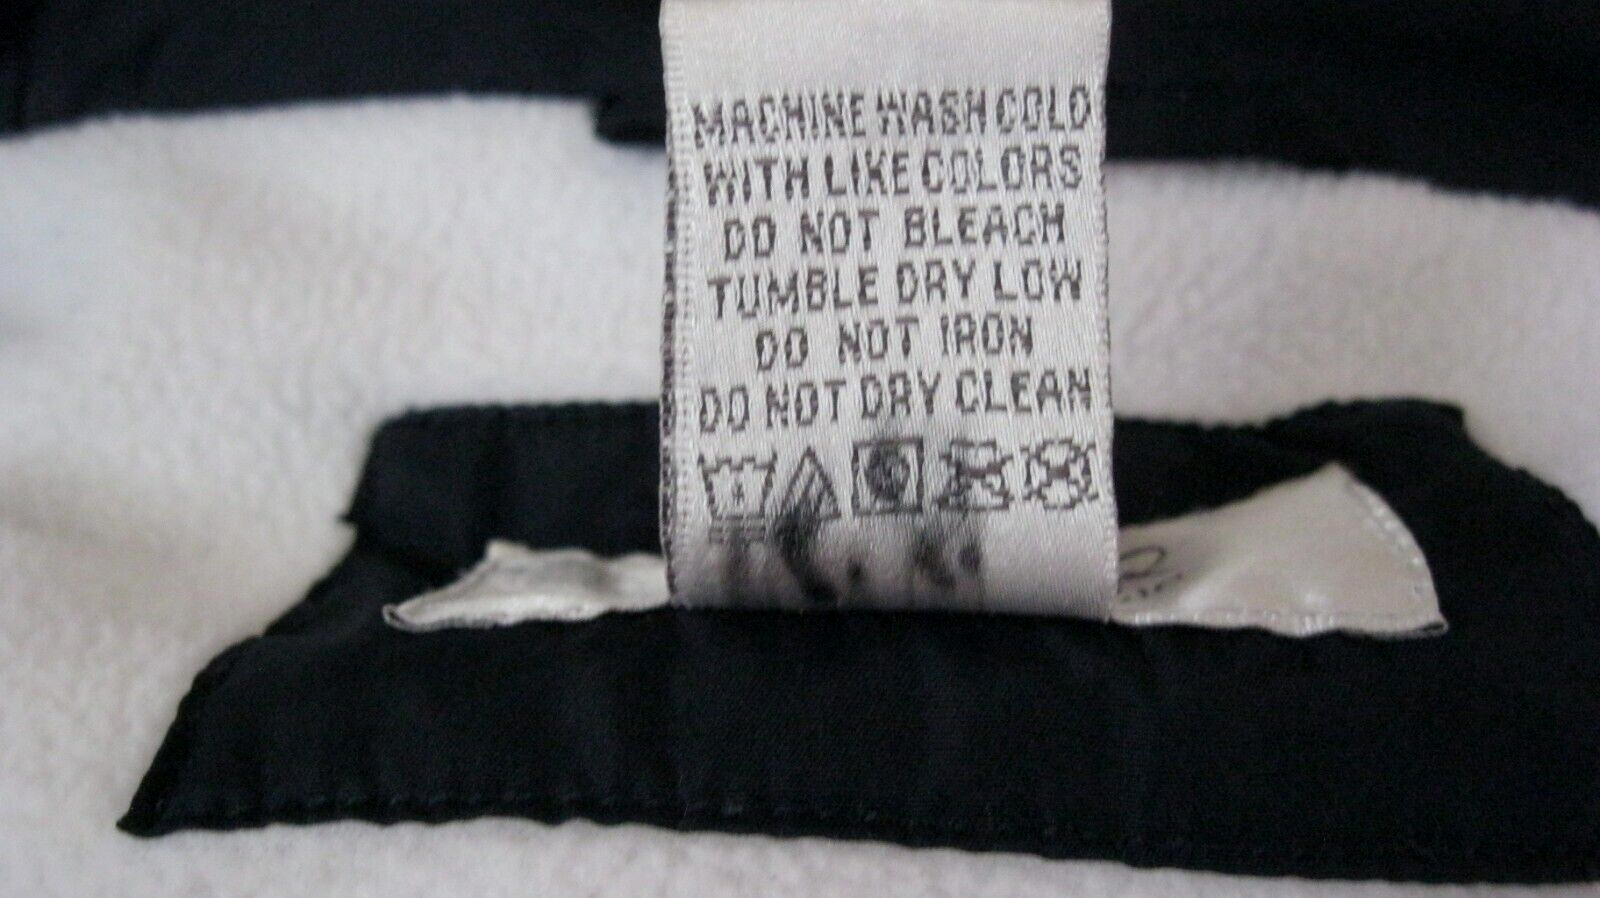 MACHINE WASH COLD
WITH LIKE COLORS
DO NOT BLEACH
TUMBLE DRY LOW
DO NOT IRON
DO NOT DRY CLEAN